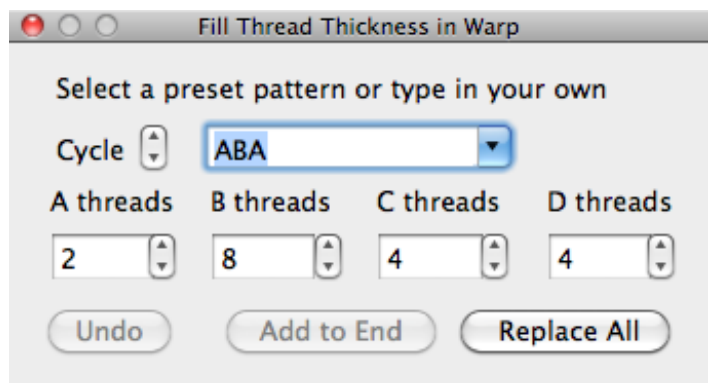 Fill Thread Thickness in Warp
Select a preset pattern or type in your own
Cycle ABA
A threads B threads C threads D threads
2 8 4 4
Undo Add to End Replace All